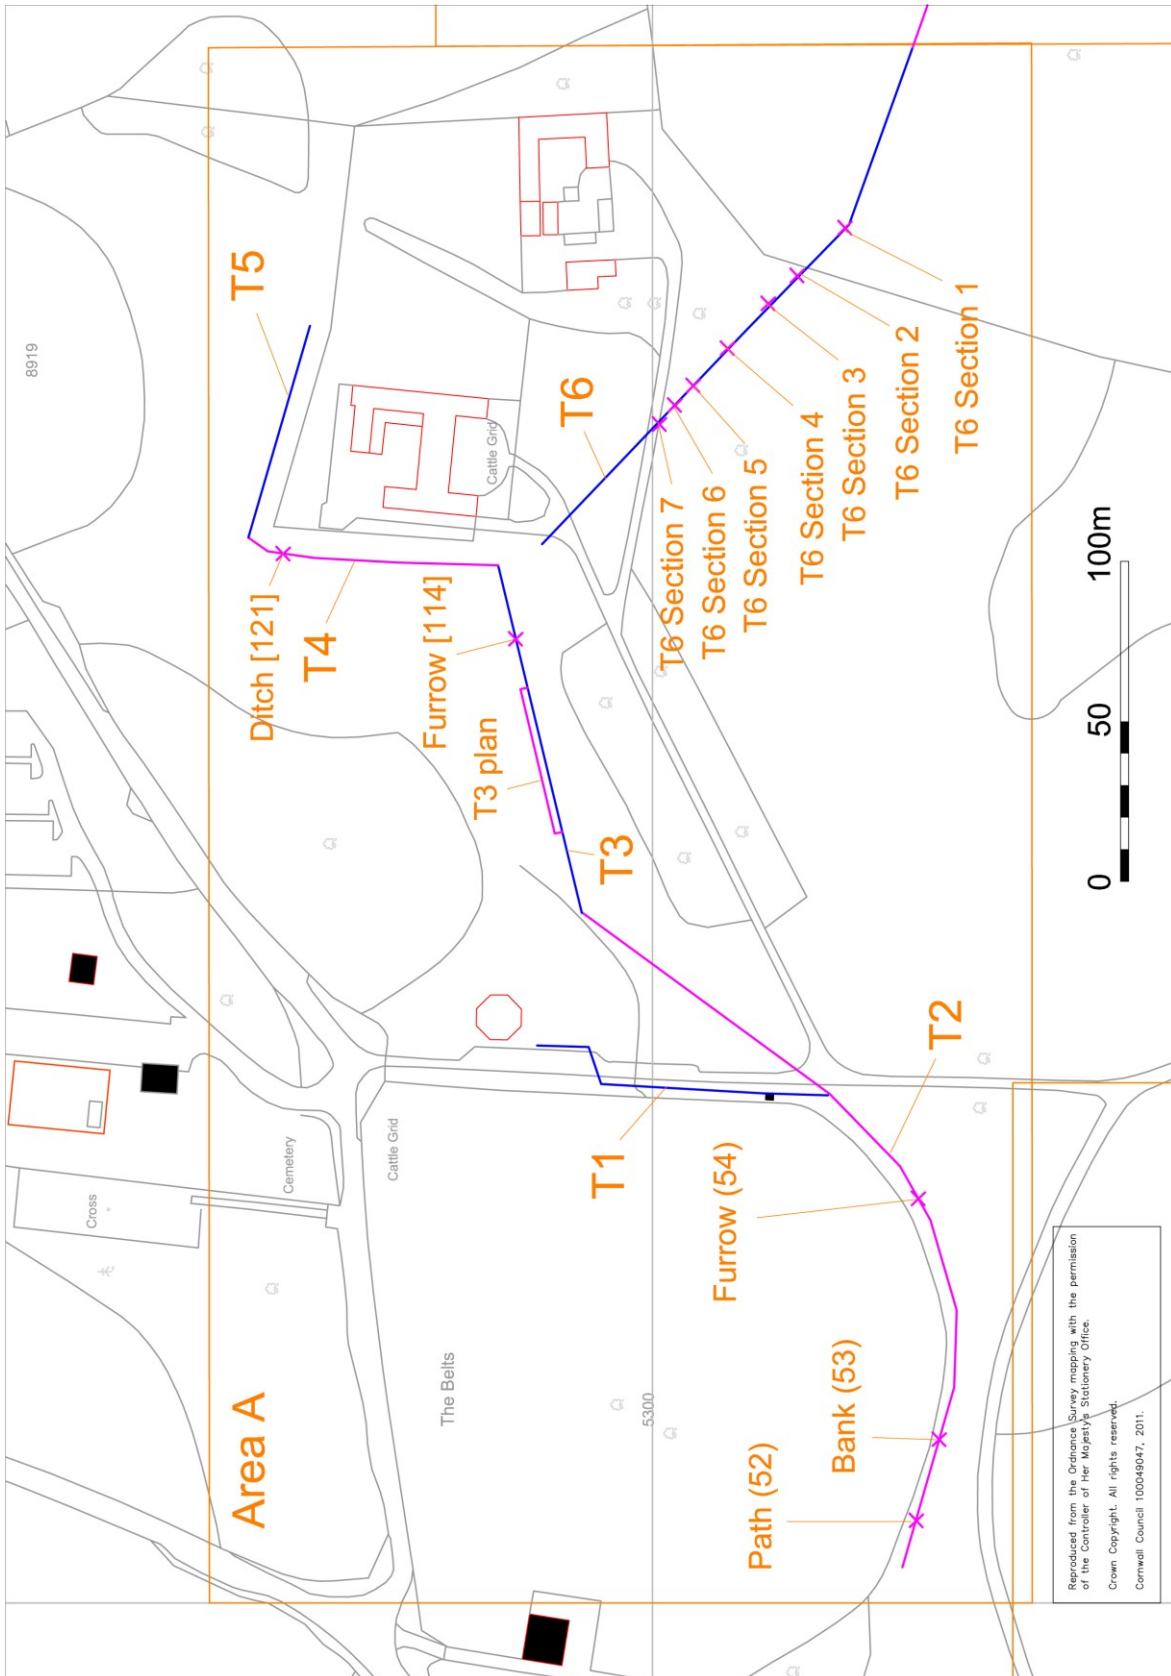 Area A
8919
T5
Ditch [121]
T4
Furrow [114]
T3 plan
T3
T6
Cattle Grid
T6 Section 7
T6 Section 6
T6 Section 5
T6 Section 4
T6 Section 3
T6 Section 2
T6 Section 1
Cross
Cemetery
Cattle Grid
The Belts
5300
T1
T2
Furrow (54)
Bank (53)
Path (52)
0
50
100m
Reproduced from the Ordnance Survey mapping with the permission
of the Controller of Her Majesty's Stationery Office.
Crown Copyright. All rights reserved.
Cornwall Council 100049047, 2011.